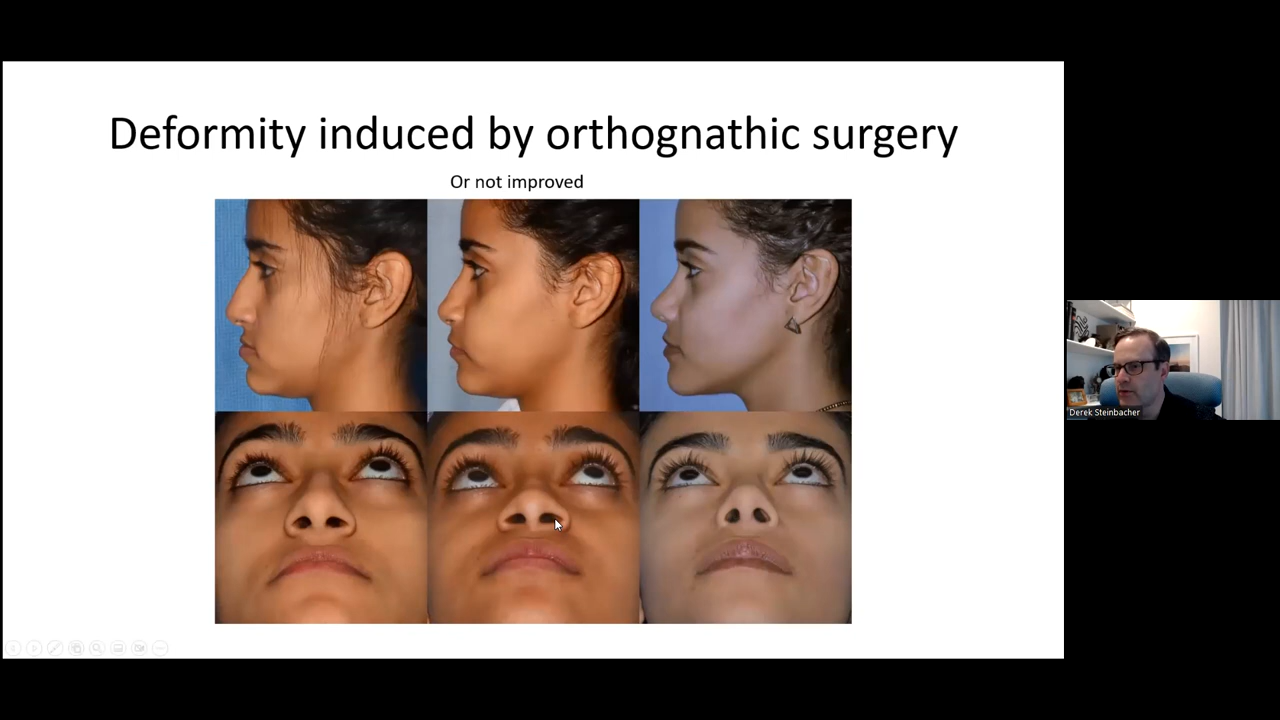 Deformity induced by orthognathic surgery
Or not improved
Derek Steinbacher